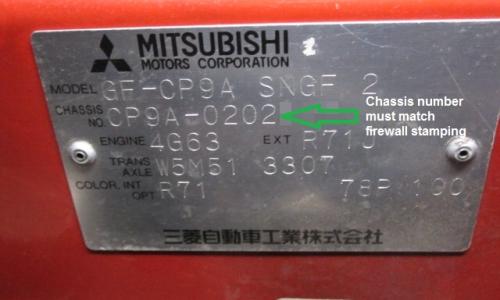 MITSUBISHI
MOTORS CORPORATION
MODEL GF-CP9A SNGF 2
CHASSIS NO. CP9A-0202
Chassis number
must match
firewall stamping
ENGINE 4G63 EXT R71J
TRANS AXLE W5M51 3307
COLOR, INT OPT R71 78P 100
三菱自動車工業株式会社